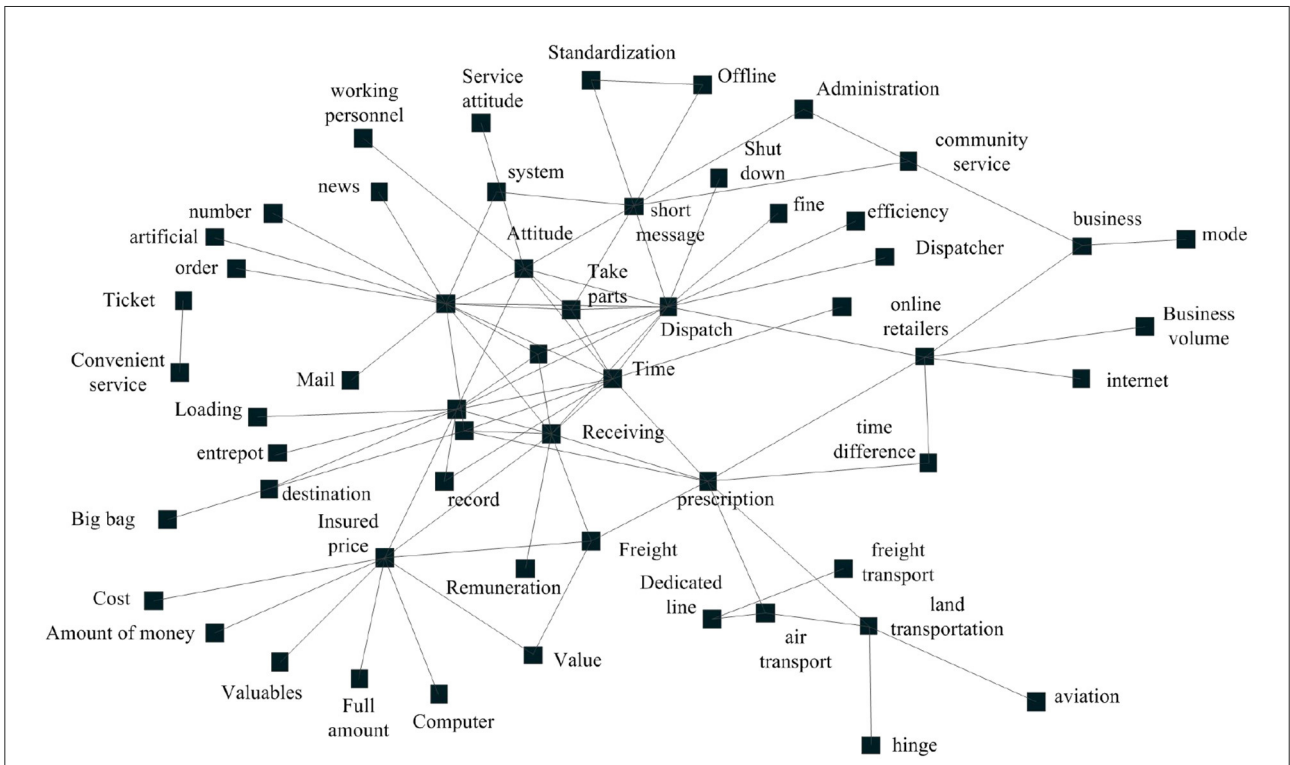 Standardization
Offline
Service
attitude
Administration
working
personnel
community
service
Shut
down
system
news
short
message
fine
efficiency
number
business
mode
artificial
Attitude
Dispatcher
order
Take
parts
Ticket
online
retailers
Dispatch
Business
volume
Convenient
service
Time
Mail
internet
Loading
time
difference
Receiving
entrepot
destination
record
prescription
Big bag
Insured
price
Freight
freight
transport
Remuneration
Dedicated
line
Cost
land
transportation
Amount of money
air
transport
Value
Valuables
aviation
Full
amount
Computer
hinge